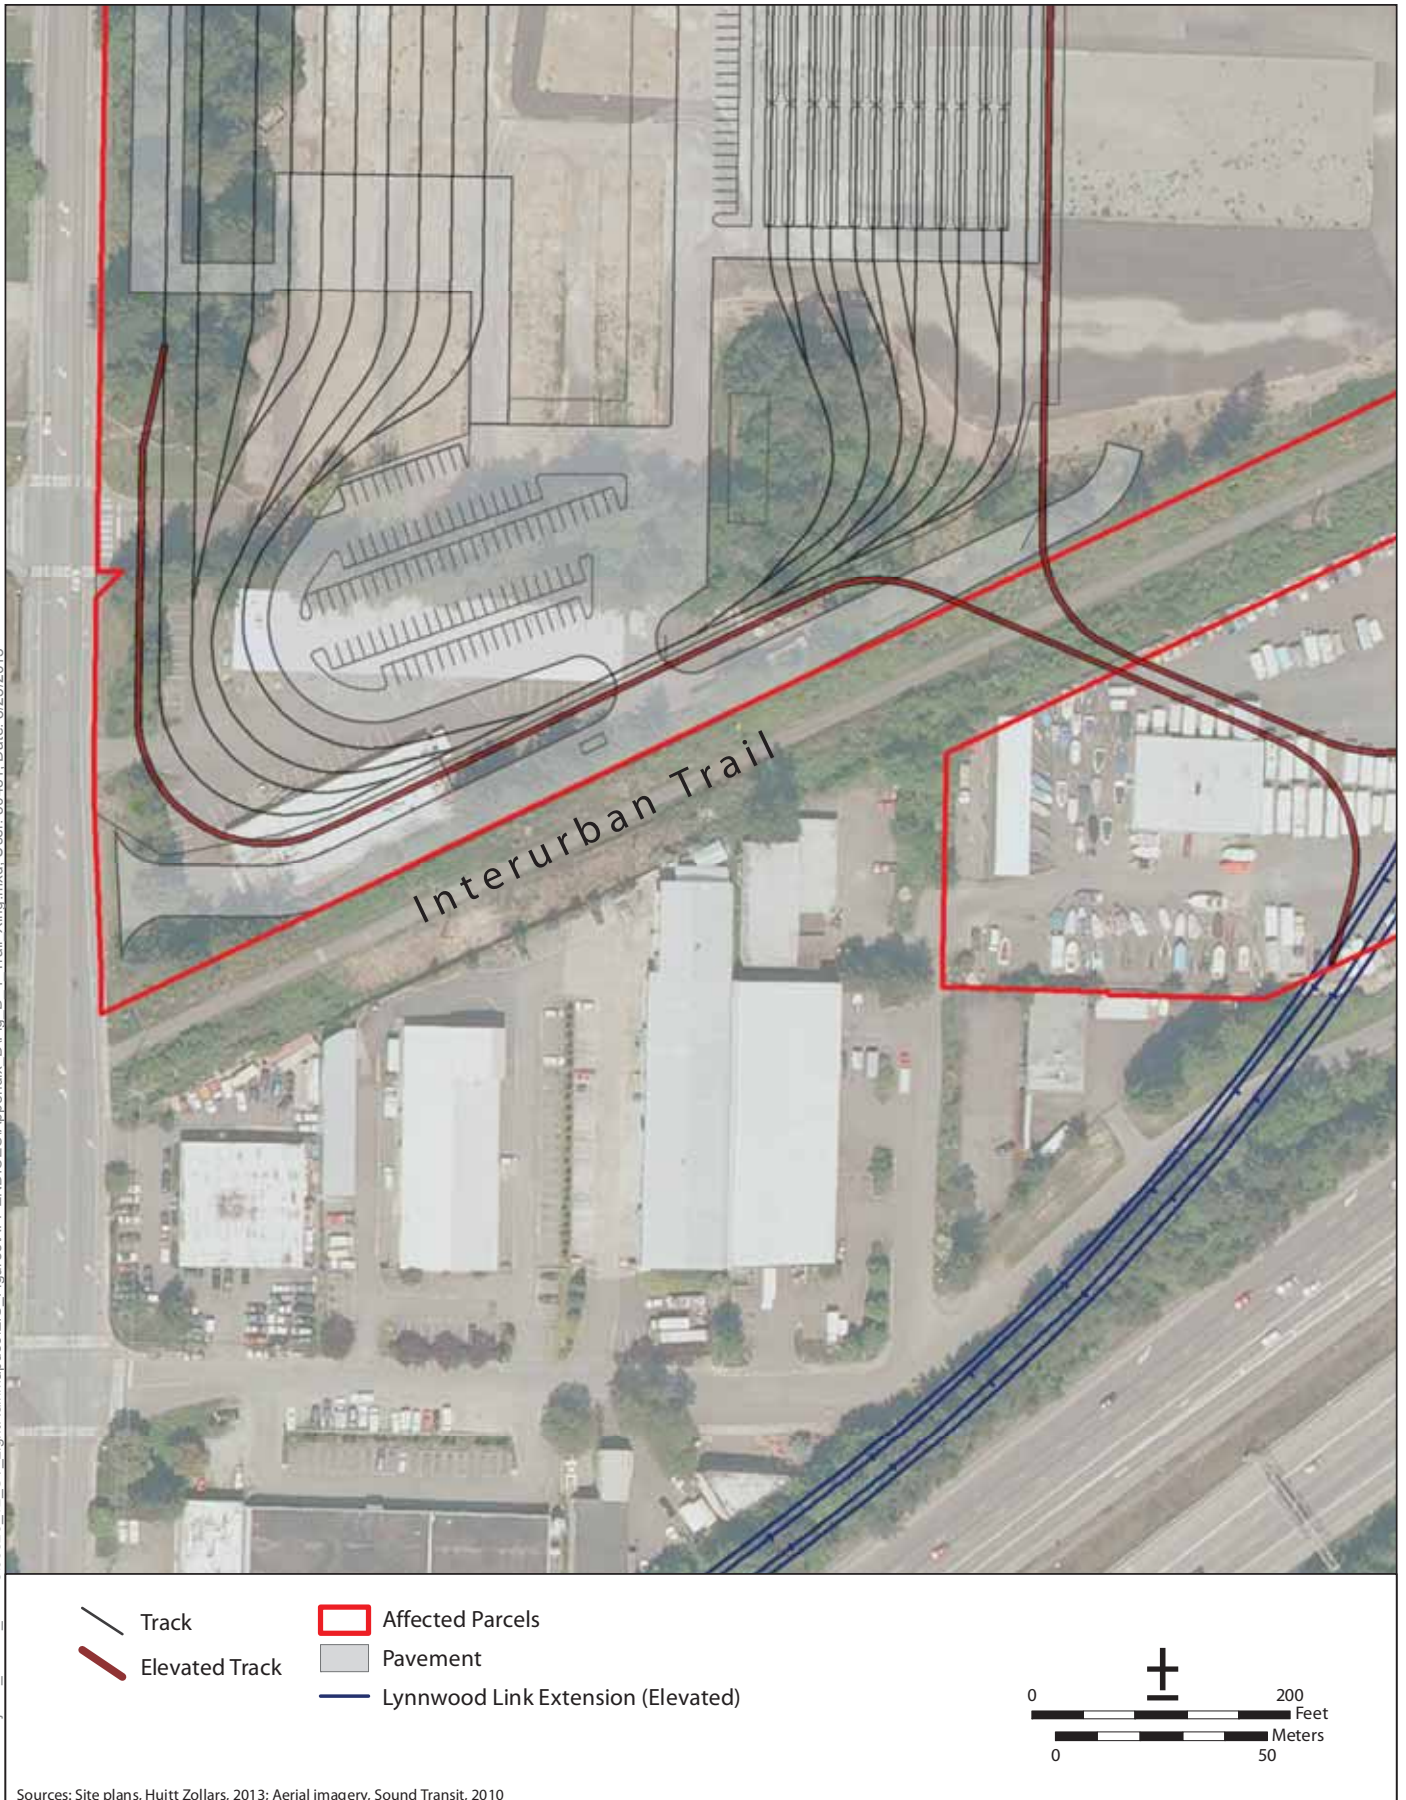 Interurban Trail
Track
Elevated Track
Affected Parcels
Pavement
Lynnwood Link Extension (Elevated)
0 200
Feet
Meters
0 50
Sources: Site plans, Huitt Zollars, 2013; Aerial imagery, Sound Transit, 2010